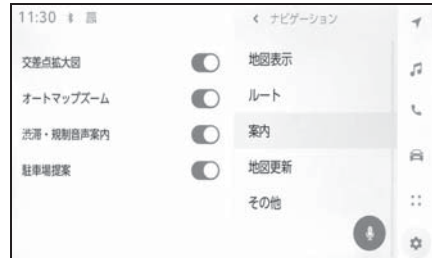 11:30
交差点拡大図
オートマップズーム
渋滞・規制音声案内
駐車場提案
ナビゲーション
地図表示
ルート
案内
地図更新
その他